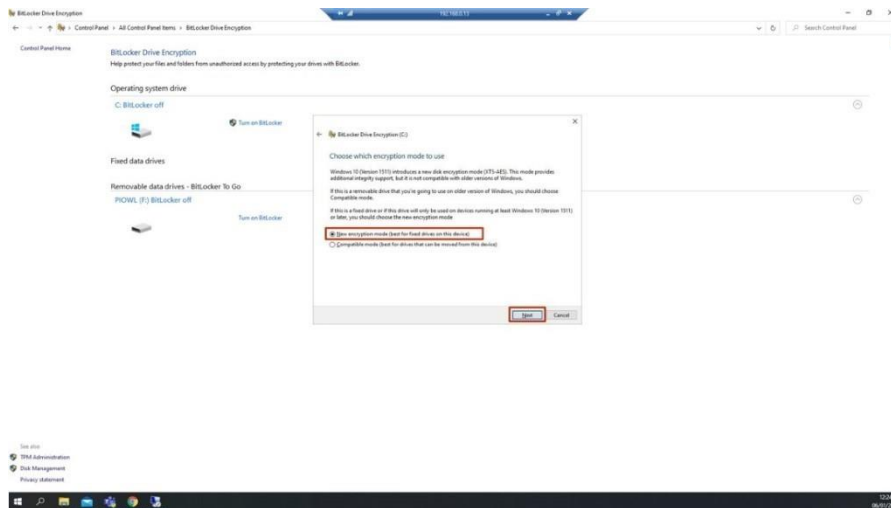 BitLocker Drive Encryption
192.168.0.13
Control Panel > All Control Panel Items > BitLocker Drive Encryption
Search Control Panel
Control Panel Home
BitLocker Drive Encryption
Help protect your files and folders from unauthorized access by protecting your drives with BitLocker.
Operating system drive
C: BitLocker off
Turn on BitLocker
Fixed data drives
Removable data drives - BitLocker To Go
PIOWL (F:) BitLocker off
Turn on BitLocker
BitLocker Drive Encryption (C:)
Choose which encryption mode to use
Windows 10 (Version 1511) introduces a new disk encryption mode (XTS-AES). This mode provides
additional integrity support, but it is not compatible with older versions of Windows.
If this is a removable drive that you're going to use on older version of Windows, you should choose
Compatible mode.
If this is a fixed drive or if this drive will only be used on devices running at least Windows 10 (Version 1511)
or later, you should choose the new encryption mode
New encryption mode (best for fixed drives on this device)
Compatible mode (best for drives that can be moved from this device)
Next
Cancel
See also
TPM Administration
Disk Management
Privacy statement